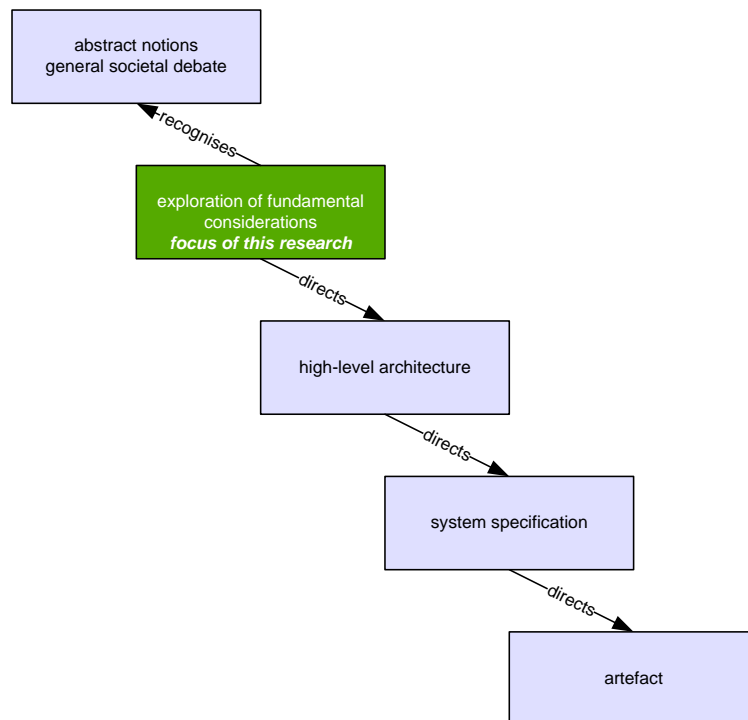 abstract notions
general societal debate
recognises
exploration of fundamental
considerations
focus of this research
directs
high-level architecture
directs
system specification
directs
artefact